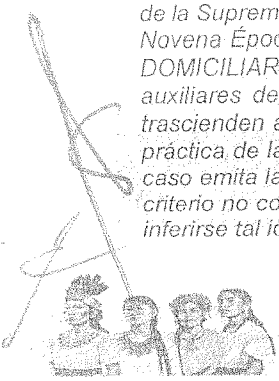 de la Suprem
Novena Époc
DOMICILIAR
auxiliares de
trascienden a
práctica de la
caso emita la
criterio no co
inferirse tal id